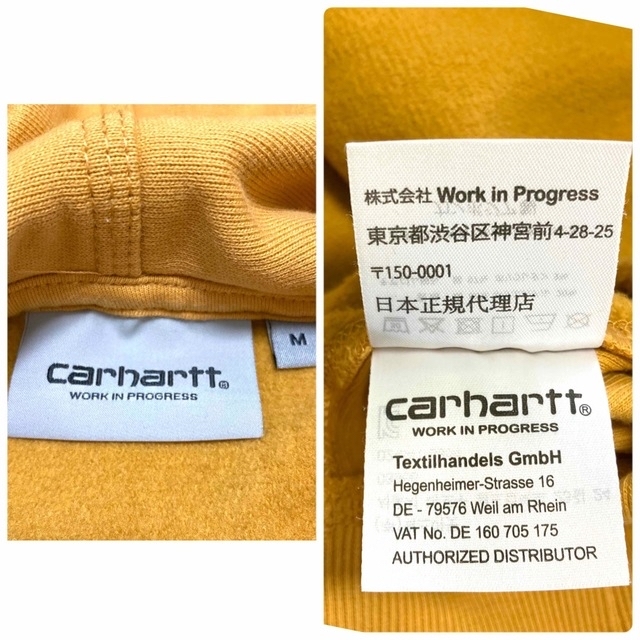 carhartt®
WORK IN PROGRESS
M
株式会社 Work in Progress
東京都渋谷区神宮前4-28-25
〒150-0001
日本正規代理店
carhartt®
WORK IN PROGRESS
Textilhandels GmbH
Hegenheimer-Strasse 16
DE - 79576 Weil am Rhein
VAT No. DE 160 705 175
AUTHORIZED DISTRIBUTOR